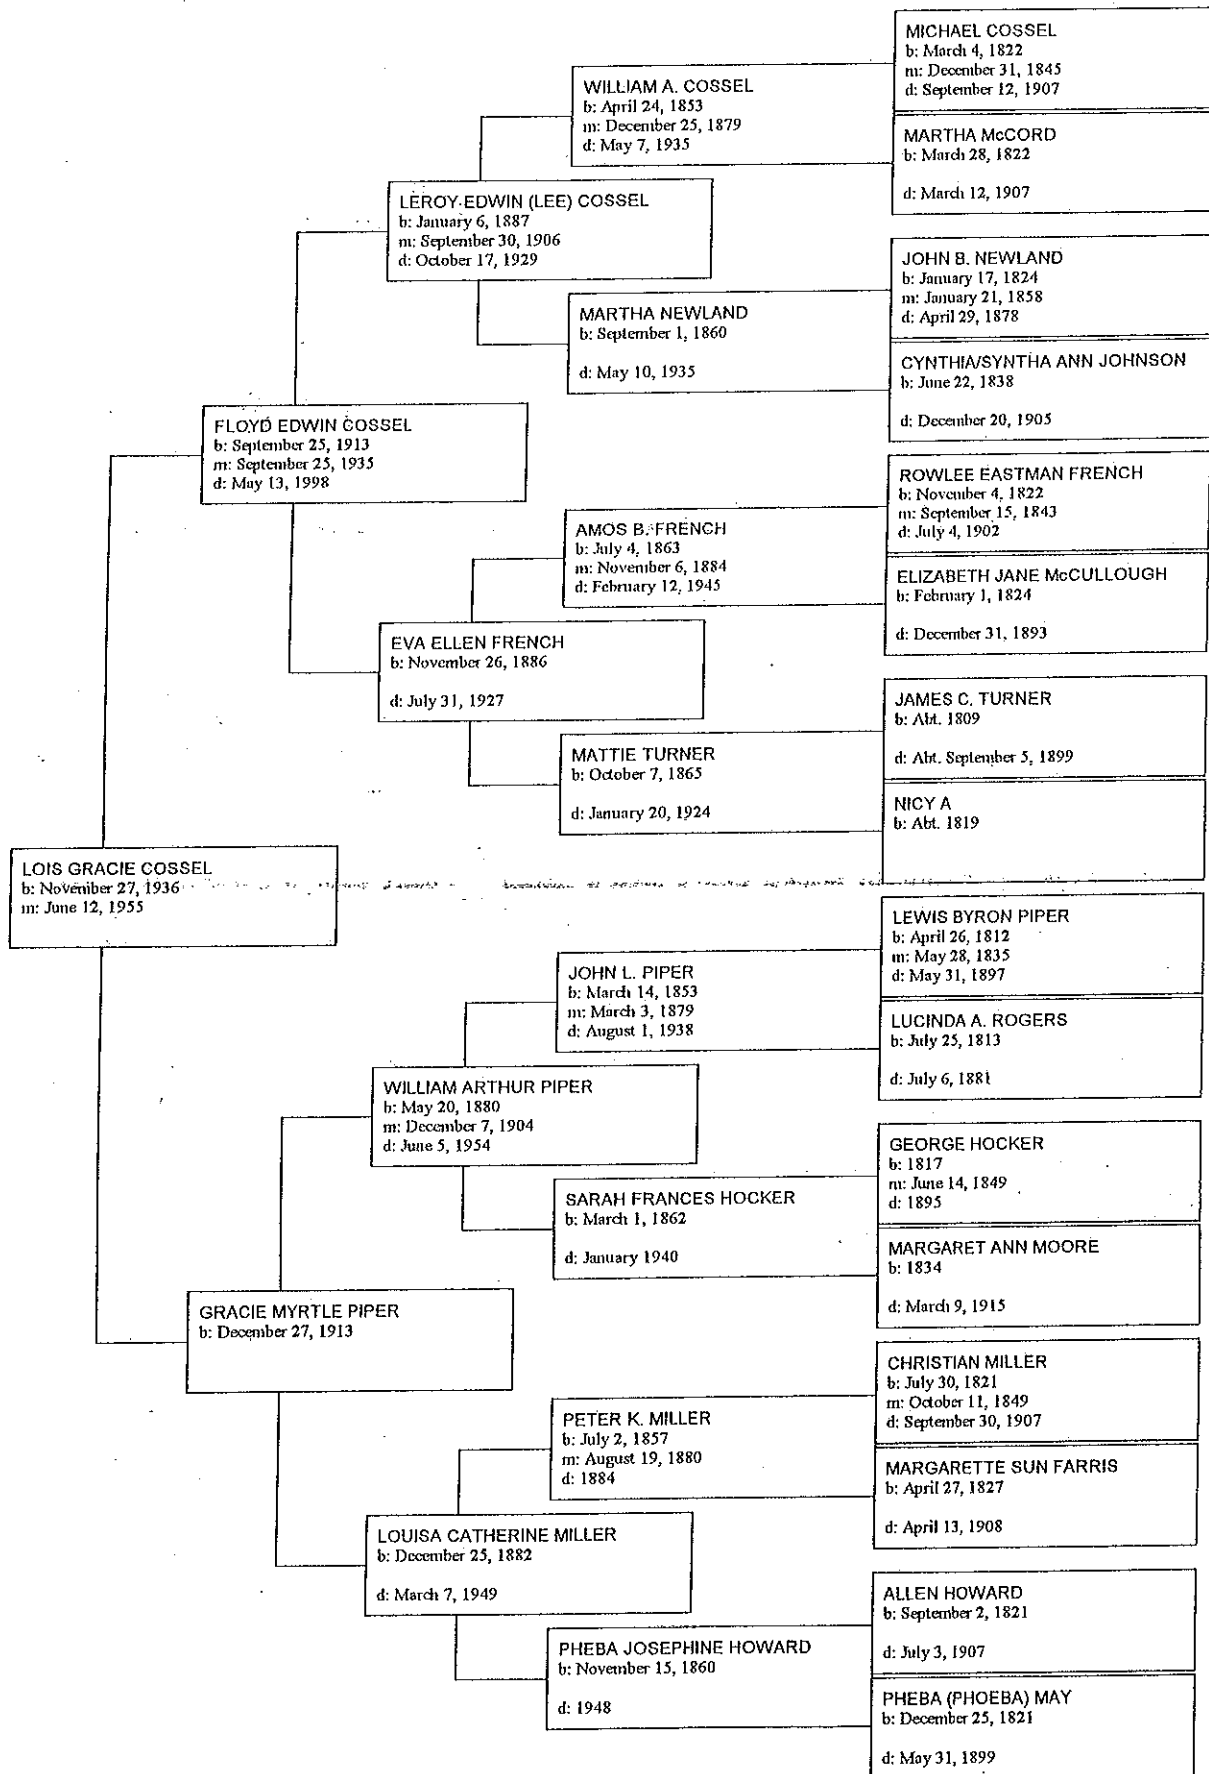 MICHAEL COSSEL
b: March 4, 1822
m: December 31, 1845
d: September 12, 1907
WILLIAM A. COSSEL
b: April 24, 1853
m: December 25, 1879
d: May 7, 1935
MARTHA McCORD
b: March 28, 1822
d: March 12, 1907
LEROY EDWIN (LEE) COSSEL
b: January 6, 1887
m: September 30, 1906
d: October 17, 1929
JOHN B. NEWLAND
b: January 17, 1824
m: January 21, 1858
d: April 29, 1878
MARTHA NEWLAND
b: September 1, 1860
d: May 10, 1935
CYNTHIA/SYNTHA ANN JOHNSON
b: June 22, 1838
d: December 20, 1905
FLOYD EDWIN COSSEL
b: September 25, 1913
m: September 25, 1935
d: May 13, 1998
ROWLEE EASTMAN FRENCH
b: November 4, 1822
m: September 15, 1843
d: July 4, 1902
AMOS B. FRENCH
b: July 4, 1863
m: November 6, 1884
d: February 12, 1945
ELIZABETH JANE McCULLOUGH
b: February 1, 1824
d: December 31, 1893
EVA ELLEN FRENCH
b: November 26, 1886
d: July 31, 1927
JAMES C. TURNER
b: Abt. 1809
d: Abt. September 5, 1899
MATTIE TURNER
b: October 7, 1865
d: January 20, 1924
NICY A
b: Abt. 1819
LOIS GRACIE COSSEL
b: November 27, 1936
m: June 12, 1955
LEWIS BYRON PIPER
b: April 26, 1812
m: May 28, 1835
d: May 31, 1897
JOHN L. PIPER
b: March 14, 1853
m: March 3, 1879
d: August 1, 1938
LUCINDA A. ROGERS
b: July 25, 1813
d: July 6, 1881
WILLIAM ARTHUR PIPER
b: May 20, 1880
m: December 7, 1904
d: June 5, 1954
GEORGE HOCKER
b: 1817
m: June 14, 1849
d: 1895
SARAH FRANCES HOCKER
b: March 1, 1862
d: January 1940
MARGARET ANN MOORE
b: 1834
d: March 9, 1915
GRACIE MYRTLE PIPER
b: December 27, 1913
CHRISTIAN MILLER
b: July 30, 1821
m: October 11, 1849
d: September 30, 1907
PETER K. MILLER
b: July 2, 1857
m: August 19, 1880
d: 1884
MARGARETTE SUN FARRIS
b: April 27, 1827
d: April 13, 1908
LOUISA CATHERINE MILLER
b: December 25, 1882
d: March 7, 1949
ALLEN HOWARD
b: September 2, 1821
d: July 3, 1907
PHEBA JOSEPHINE HOWARD
b: November 15, 1860
d: 1948
PHEBA (PHOEBA) MAY
b: December 25, 1821
d: May 31, 1899